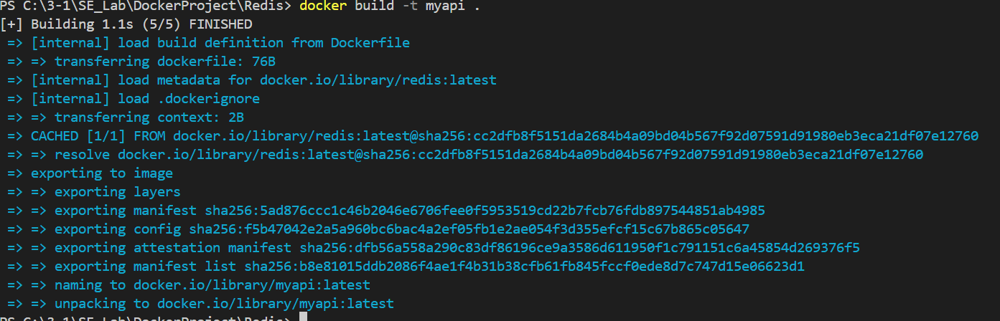 PS C:\3-1\SE_Lab\DockerProject\Redis> docker build -t myapi .
[+] Building 1.1s (5/5) FINISHED
=> [internal] load build definition from Dockerfile
=> => transferring dockerfile: 76B
=> [internal] load metadata for docker.io/library/redis:latest
=> [internal] load .dockerignore
=> => transferring context: 2B
=> CACHED [1/1] FROM docker.io/library/redis:latest@sha256:cc2dfb8f5151da2684b4a09bd04b567f92d07591d91980eb3eca21df07e12760
=> => resolve docker.io/library/redis:latest@sha256:cc2dfb8f5151da2684b4a09bd04b567f92d07591d91980eb3eca21df07e12760
=> exporting to image
=> => exporting layers
=> => exporting manifest sha256:5ad876ccc1c46b2046e6706fee0f5953519cd22b7fcb76fdb897544851ab4985
=> => exporting config sha256:f5b47042e2a5a960bc6bac4a2ef05fb1e2ae054f3d355efcf15c67b865c05647
=> => exporting attestation manifest sha256:dfb56a558a290c83df86196ce9a3586d611950f1c791151c6a45854d269376f5
=> => exporting manifest list sha256:b8e81015ddb2086f4ae1f4b31b38cfb61fb845fccf0ede8d7c747d15e06623d1
=> => naming to docker.io/library/myapi:latest
=> => unpacking to docker.io/library/myapi:latest
PS C:\3-1\SE_Lab\DockerProject\Redis>